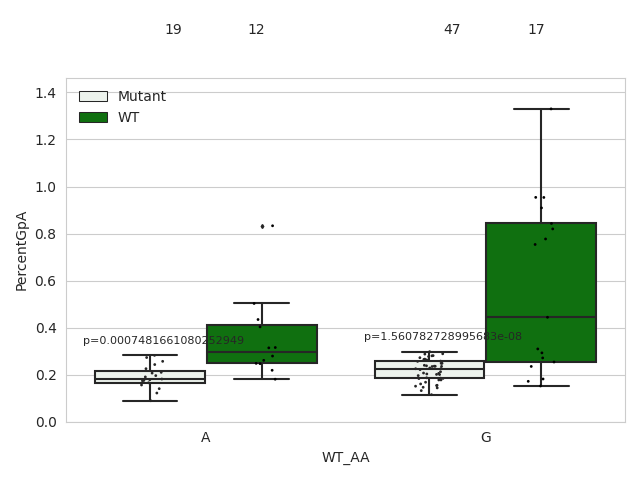 19 12 47 17
Mutant
WT
1.4
1.2
1.0
0.8
0.6
0.4
0.2
0.0
PercentGpA
p=0.0007481661080252949
p=1.560782728995683e-08
A G
WT_AA